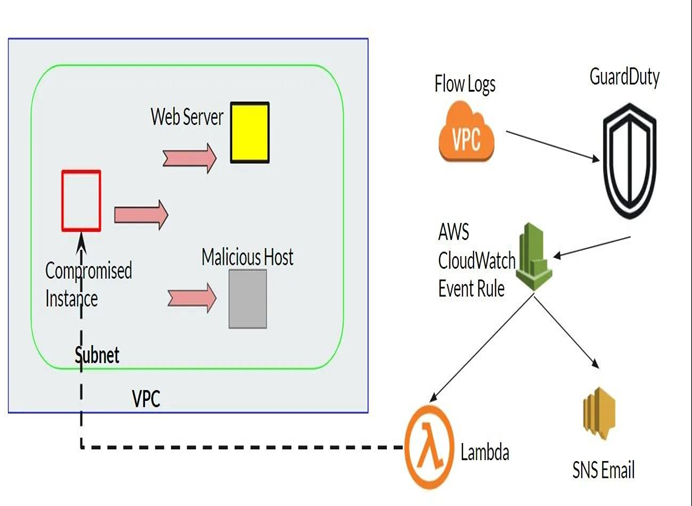 Web Server
Compromised
Instance
Malicious Host
Subnet
VPC
Flow Logs
VPC
GuardDuty
AWS
CloudWatch
Event Rule
λ
Lambda
SNS Email